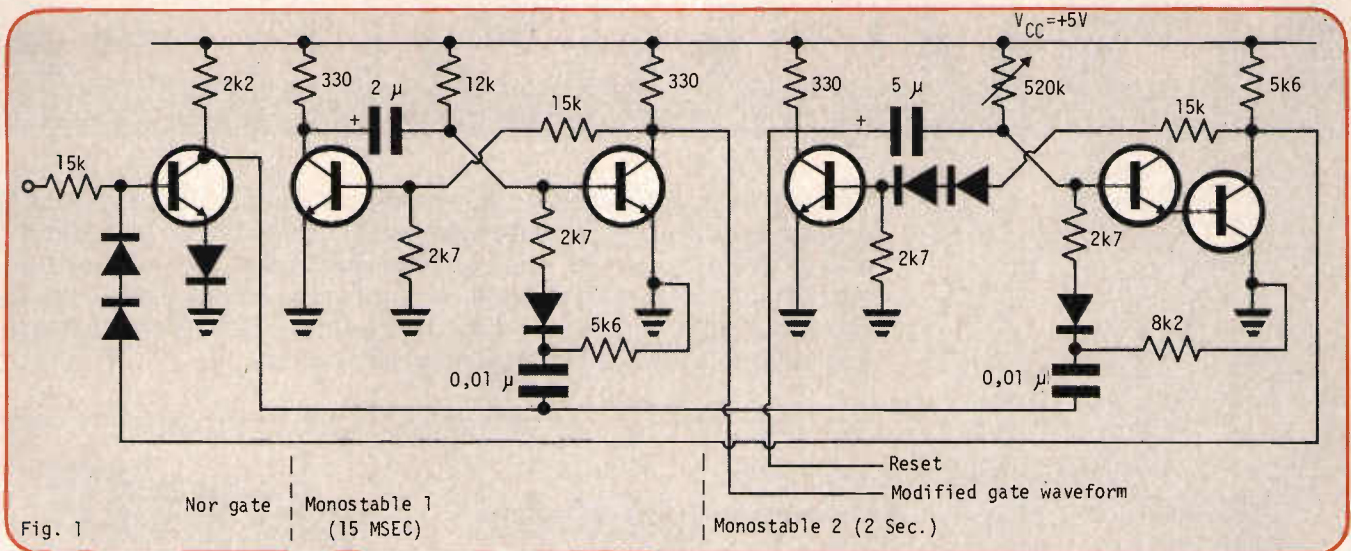 V_CC=+5V
2k2
330
2 μ
12k
330
330
520k
5k6
+
15k
5 μ
+
15k
15k
2k7
2k7
2k7
2k7
5k6
8k2
0,01 μ
0,01 μ
Reset
Modified gate waveform
Nor gate
Monostable 1
(15 MSEC)
Monostable 2 (2 Sec.)
Fig. 1